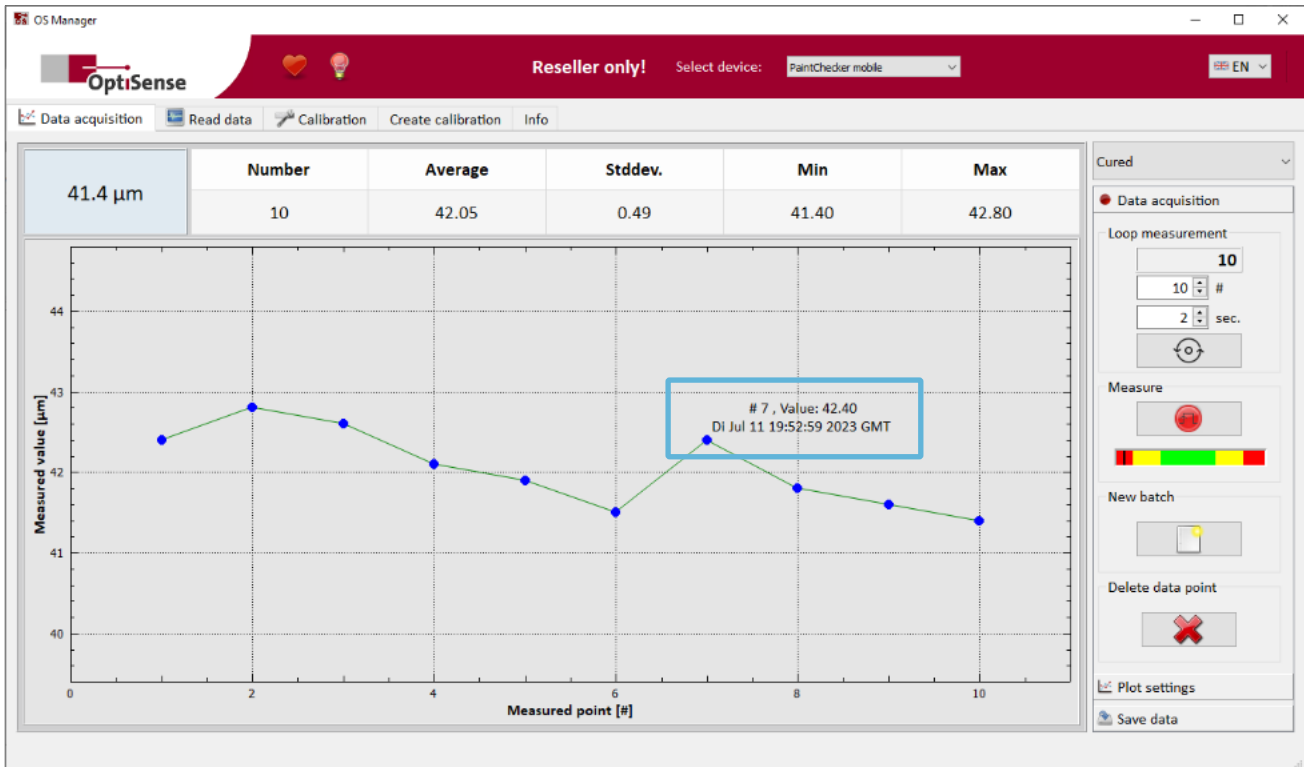 OS Manager
OptiSense
Reseller only! Select device: PaintChecker mobile EN
Data acquisition Read data Calibration Create calibration Info
41.4 µm
Number Average Stddev. Min Max
10 42.05 0.49 41.40 42.80
Measured value [µm]
44
43
42
41
40
# 7 , Value: 42.40
Di Jul 11 19:52:59 2023 GMT
0 2 4 6 8 10
Measured point [#]
Cured
Data acquisition
Loop measurement
10
10 #
2 sec.
Measure
New batch
Delete data point
Plot settings
Save data